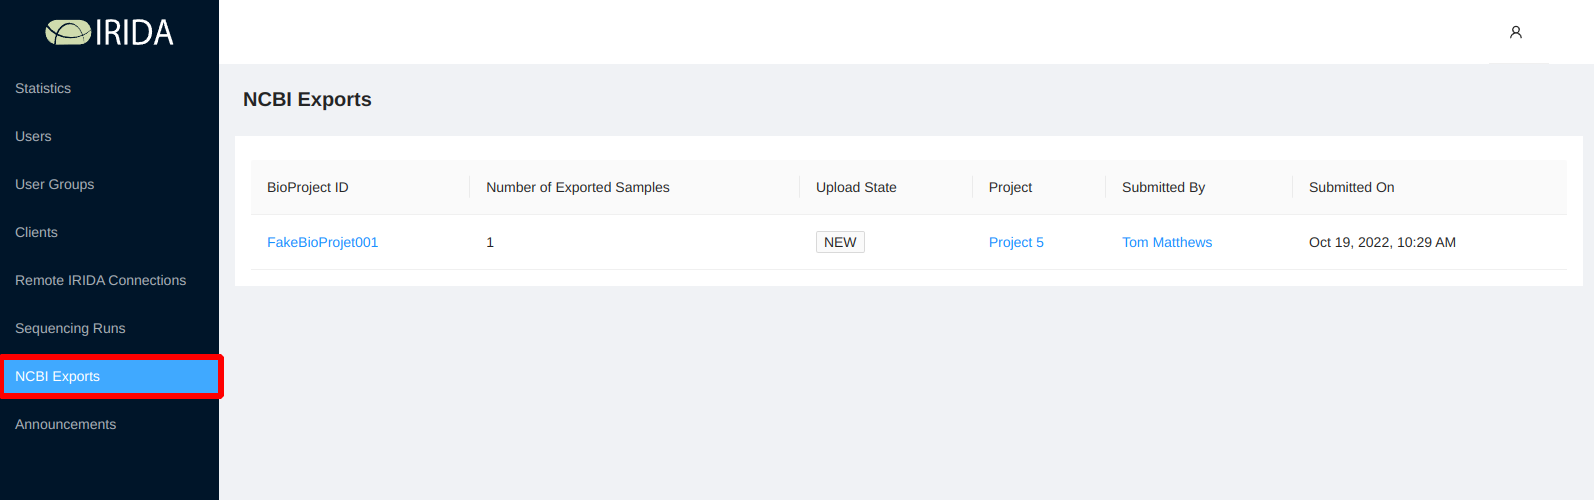 IRIDA
Statistics
Users
User Groups
Clients
Remote IRIDA Connections
Sequencing Runs
NCBI Exports
Announcements
NCBI Exports
BioProject ID Number of Exported Samples Upload State Project Submitted By Submitted On
FakeBioProjet001 1 NEW Project 5 Tom Matthews Oct 19, 2022, 10:29 AM